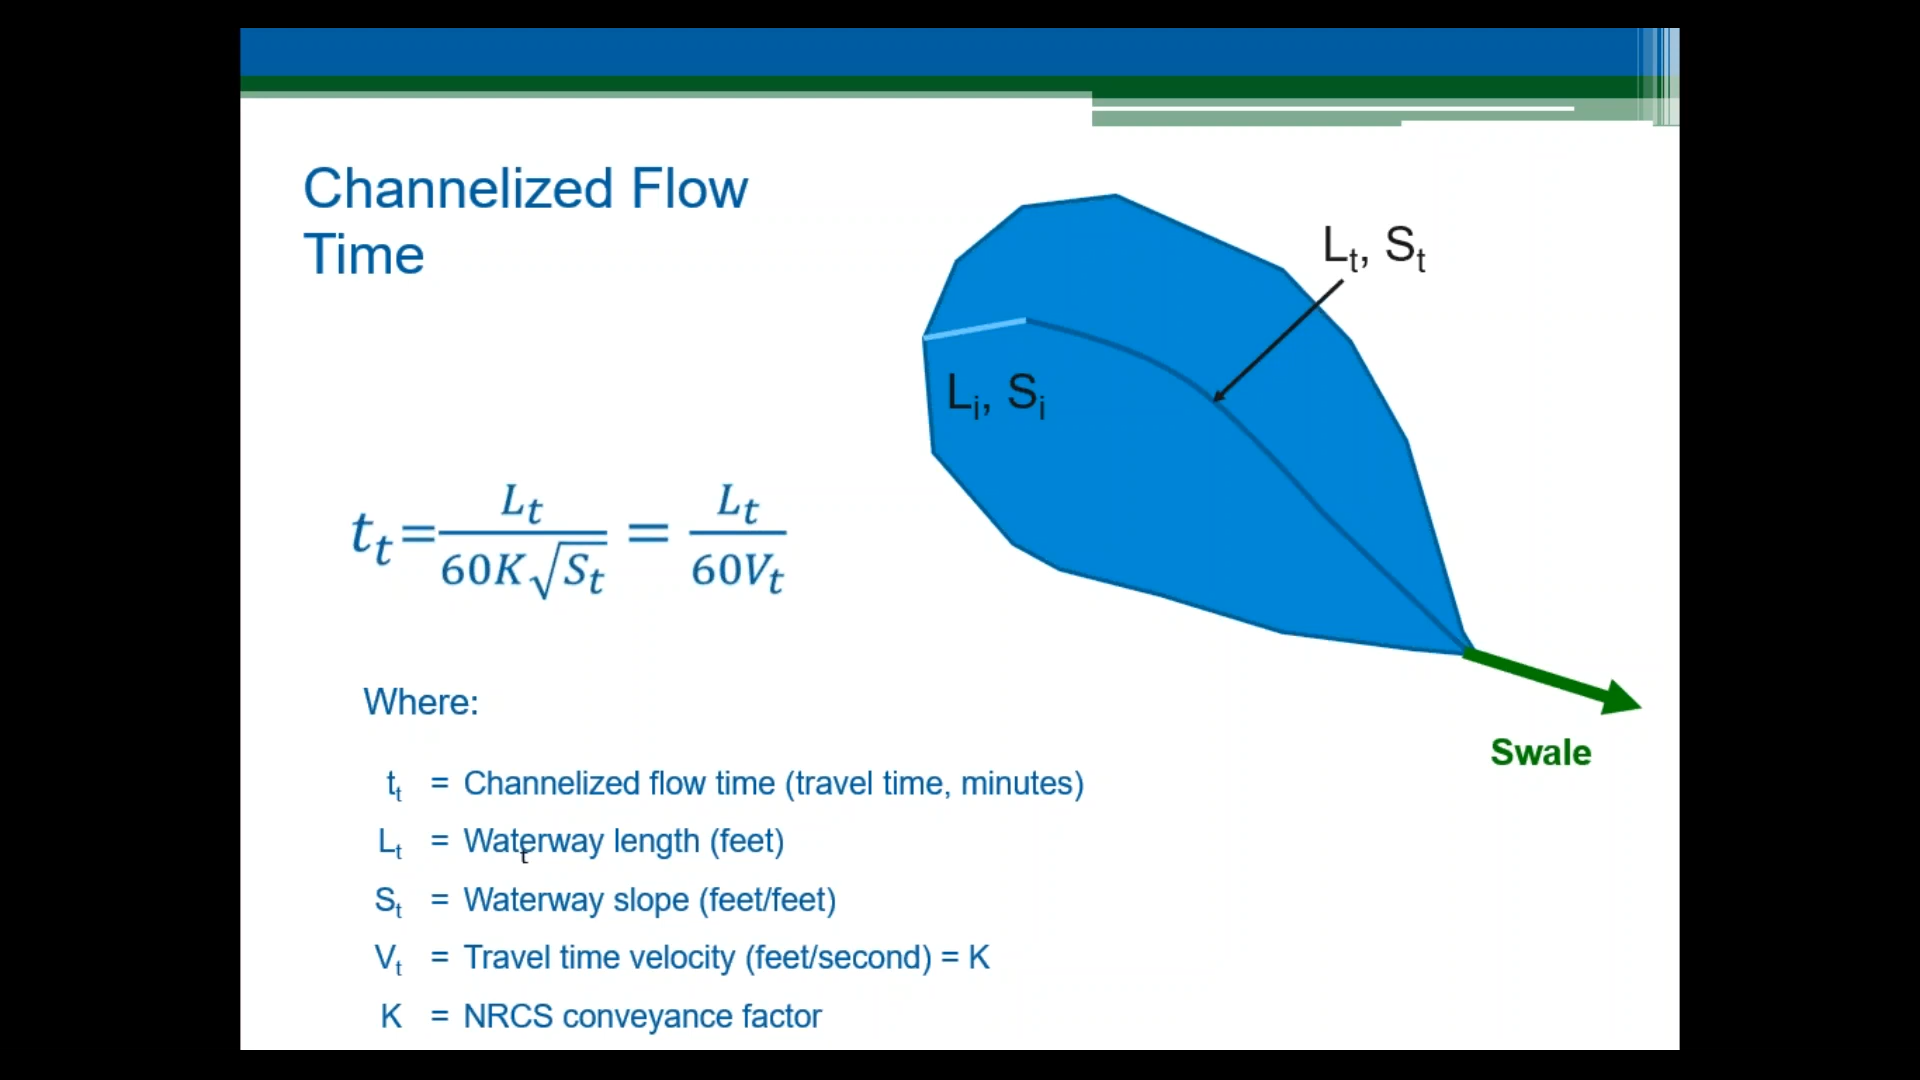 Channelized Flow
Time
Lt, St
Li, Si
tt = Lt / 60K√St = Lt / 60Vt
Where:
tt = Channelized flow time (travel time, minutes)
Lt = Waterway length (feet)
t
St = Waterway slope (feet/feet)
Vt = Travel time velocity (feet/second) = K
K = NRCS conveyance factor
Swale